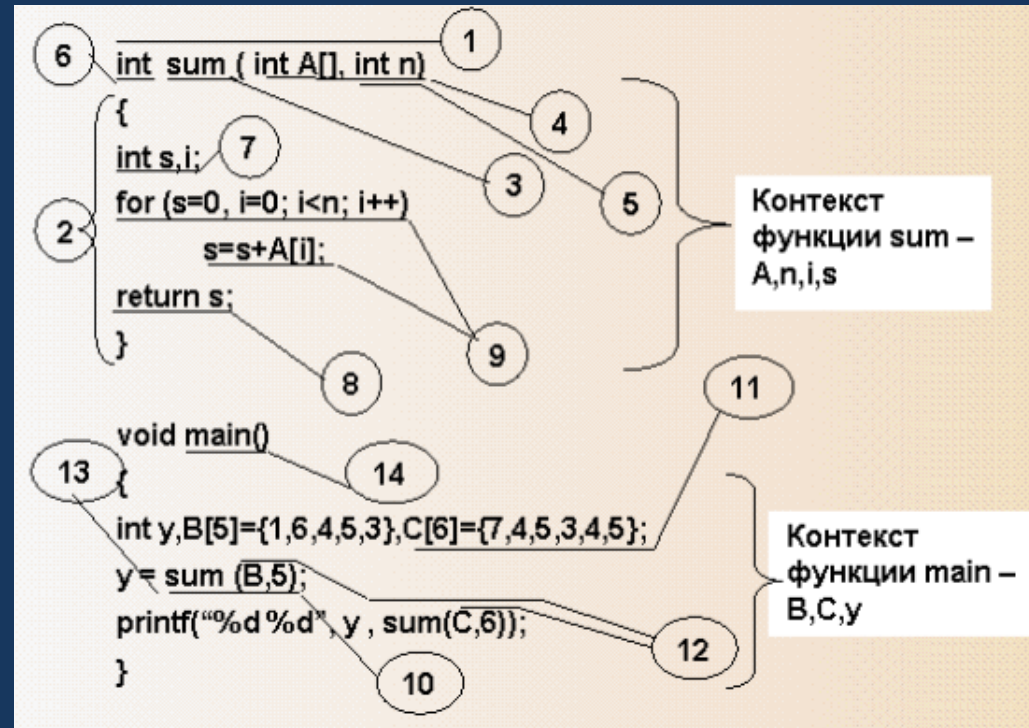 1
6
int sum ( int A[], int n)
{
4
int s,i;
7
3
for (s=0, i=0; i<n; i++)
5
2
Контекст
функции sum –
A,n,i,s
s=s+A[i];
return s;
}
9
8
11
void main()
13
14
{
int y,B[5]={1,6,4,5,3},C[6]={7,4,5,3,4,5};
Контекст
функции main –
B,C,y
y = sum (B,5);
printf(“%d %d”, y , sum(C,6));
12
}
10